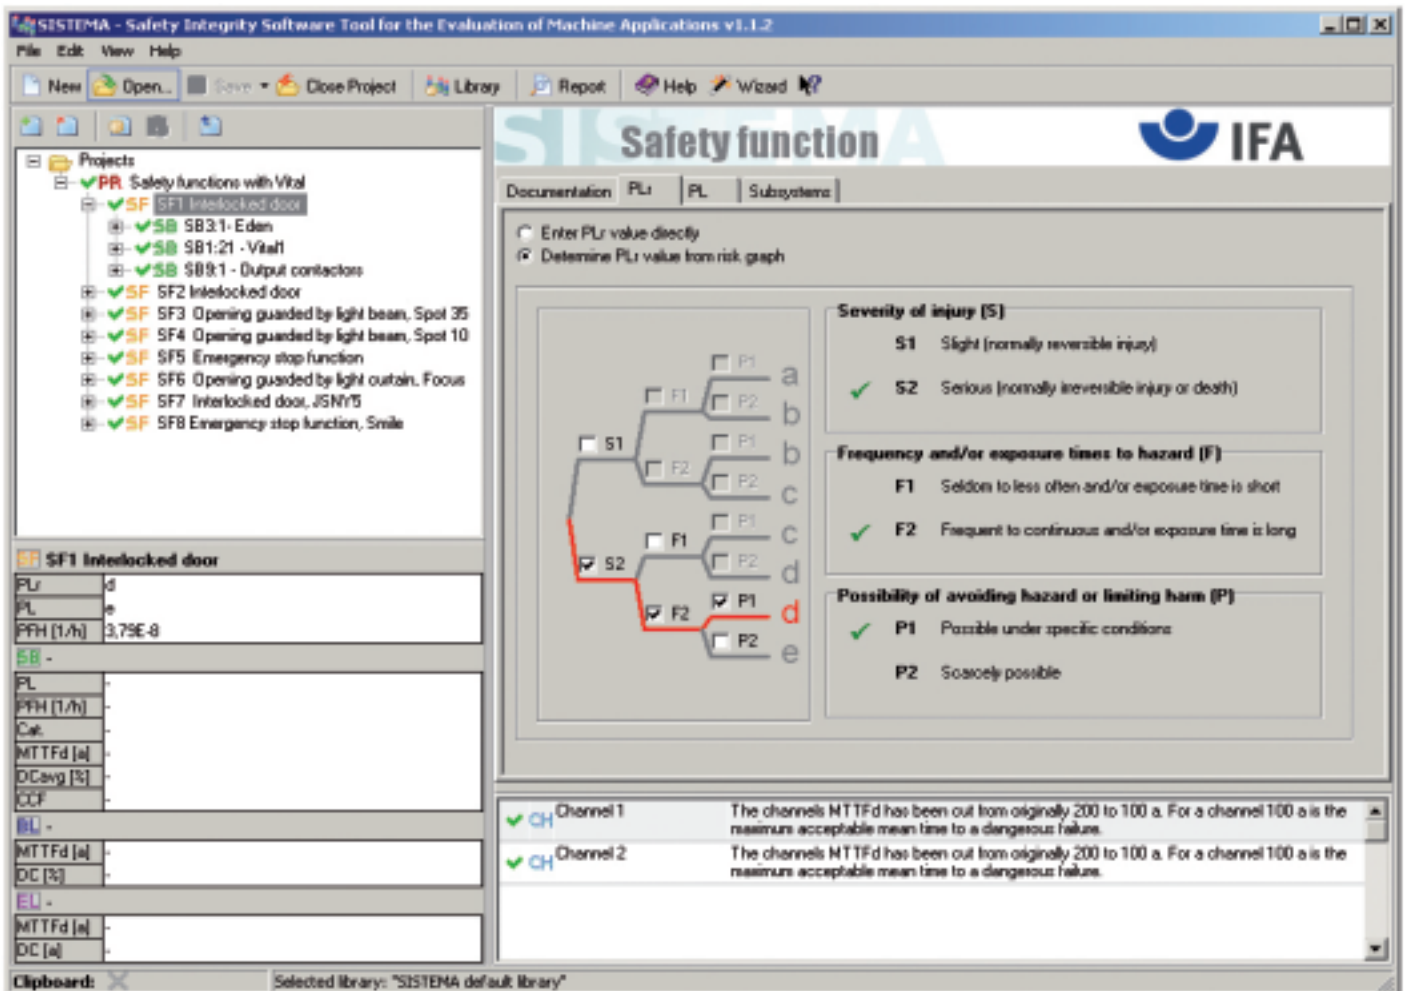 SISTEMA - Safety Integrity Software Tool for the Evaluation of Machine Applications v1.1.2
File Edit View Help
New Open... Save Close Project Library Report Help Wizard
Projects
PR Safety functions with Vital
SF SF1 Interlocked door
SB SB3:1- Eden
SB SB1:21 - Vital1
SB SB9:1 - Output contactors
SF SF2 Interlocked door
SF SF3 Opening guarded by light beam, Spot 35
SF SF4 Opening guarded by light beam, Spot 10
SF SF5 Emergency stop function
SF SF6 Opening guarded by light curtain, Focus
SF SF7 Interlocked door, JSNY5
SF SF8 Emergency stop function, Smile
SF SF1 Interlocked door
PLr d
PL e
PFH [1/h] 3,79E-8
SB -
PL -
PFH [1/h] -
Cat. -
MTTFd [a] -
DCavg [%] -
CCF -
BL -
MTTFd [a] -
DC [%] -
EL -
MTTFd [a] -
DC [a] -
SISTEMA
Safety function
IFA
Documentation PLr PL Subsystems
Enter PLr value directly
Determine PLr value from risk graph
P1 a
F1 P2 b
S1 P1 b
F2 P2 c
P1 c
F1 P2 d
S2 P1 d
F2 P2 e
Severity of injury (S)
S1 Slight (normally reversible injury)
S2 Serious (normally irreversible injury or death)
Frequency and/or exposure times to hazard (F)
F1 Seldom to less often and/or exposure time is short
F2 Frequent to continuous and/or exposure time is long
Possibility of avoiding hazard or limiting harm (P)
P1 Possible under specific conditions
P2 Scarcely possible
CH Channel 1 The channels MTTFd has been cut from originally 200 to 100 a. For a channel 100 a is the
maximum acceptable mean time to a dangerous failure.
CH Channel 2 The channels MTTFd has been cut from originally 200 to 100 a. For a channel 100 a is the
maximum acceptable mean time to a dangerous failure.
Clipboard: Selected library: "SISTEMA default library"